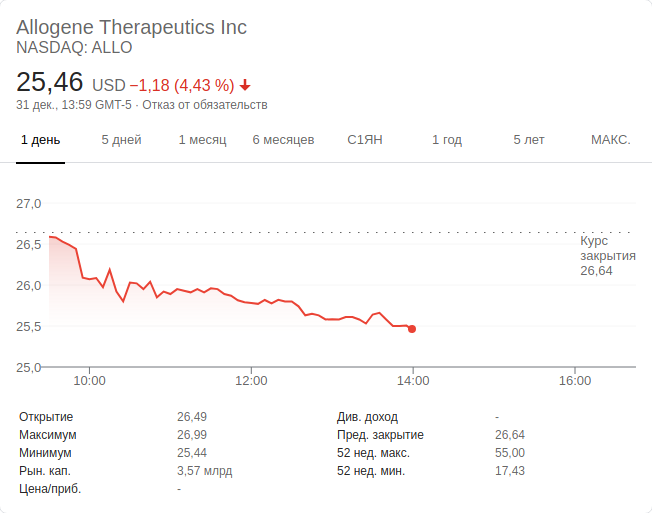 Allogene Therapeutics Inc
NASDAQ: ALLO
25,46 USD −1,18 (4,43 %)
31 дек., 13:59 GMT-5 · Отказ от обязательств
1 день 5 дней 1 месяц 6 месяцев С1ЯН 1 год 5 лет МАКС.
27,0
26,5
26,0
25,5
25,0
Курс
закрытия
26,64
10:00 12:00 14:00 16:00
Открытие 26,49 Див. доход -
Максимум 26,99 Пред. закрытие 26,64
Минимум 25,44 52 нед. макс. 55,00
Рын. кап. 3,57 млрд 52 нед. мин. 17,43
Цена/приб. -